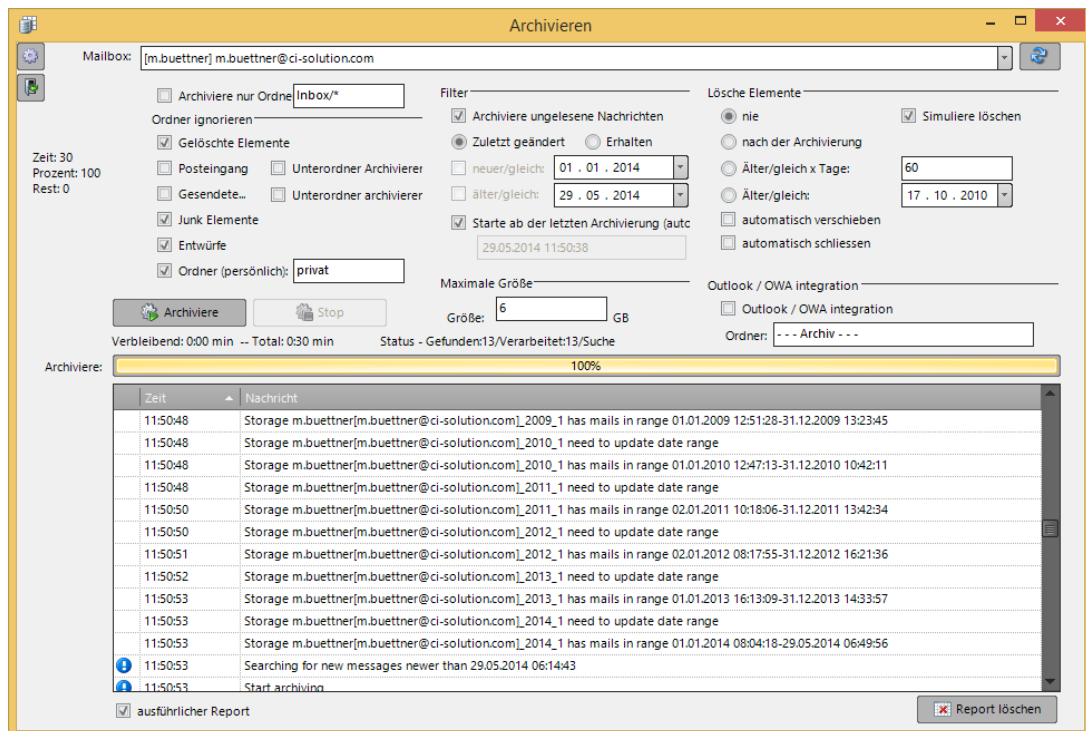 Archivieren
Mailbox: [m.buettner] m.buettner@ci-solution.com
Zeit: 30
Prozent: 100
Rest: 0
Archiviere nur Ordne Inbox/*
Ordner ignorieren
Gelöschte Elemente
Posteingang Unterordner Archivierer
Gesendete... Unterordner archivierer
Junk Elemente
Entwürfe
Ordner (persönlich): privat
Filter
Archiviere ungelesene Nachrichten
Zuletzt geändert Erhalten
neuer/gleich: 01 . 01 . 2014
älter/gleich: 29 . 05 . 2014
Starte ab der letzten Archivierung (autc
29.05.2014 11:50:38
Maximale Größe
Größe: 6 GB
Lösche Elemente
nie Simuliere löschen
nach der Archivierung
Älter/gleich x Tage: 60
Älter/gleich: 17 . 10 . 2010
automatisch verschieben
automatisch schliessen
Outlook / OWA integration
Outlook / OWA integration
Ordner: - - - Archiv - - -
Archiviere Stop
Verbleibend: 0:00 min -- Total: 0:30 min Status - Gefunden:13/Verarbeitet:13/Suche
Archiviere: 100%
Zeit Nachricht
11:50:48 Storage m.buettner[m.buettner@ci-solution.com]_2009_1 has mails in range 01.01.2009 12:51:28-31.12.2009 13:23:45
11:50:48 Storage m.buettner[m.buettner@ci-solution.com]_2010_1 need to update date range
11:50:48 Storage m.buettner[m.buettner@ci-solution.com]_2010_1 has mails in range 01.01.2010 12:47:13-31.12.2010 10:42:11
11:50:48 Storage m.buettner[m.buettner@ci-solution.com]_2011_1 need to update date range
11:50:50 Storage m.buettner[m.buettner@ci-solution.com]_2011_1 has mails in range 02.01.2011 10:18:06-31.12.2011 13:42:34
11:50:50 Storage m.buettner[m.buettner@ci-solution.com]_2012_1 need to update date range
11:50:51 Storage m.buettner[m.buettner@ci-solution.com]_2012_1 has mails in range 02.01.2012 08:17:55-31.12.2012 16:21:36
11:50:52 Storage m.buettner[m.buettner@ci-solution.com]_2013_1 need to update date range
11:50:53 Storage m.buettner[m.buettner@ci-solution.com]_2013_1 has mails in range 01.01.2013 16:13:09-31.12.2013 14:33:57
11:50:53 Storage m.buettner[m.buettner@ci-solution.com]_2014_1 need to update date range
11:50:53 Storage m.buettner[m.buettner@ci-solution.com]_2014_1 has mails in range 01.01.2014 08:04:18-29.05.2014 06:49:56
11:50:53 Searching for new messages newer than 29.05.2014 06:14:43
11:50:53 Start archiving
ausführlicher Report Report löschen